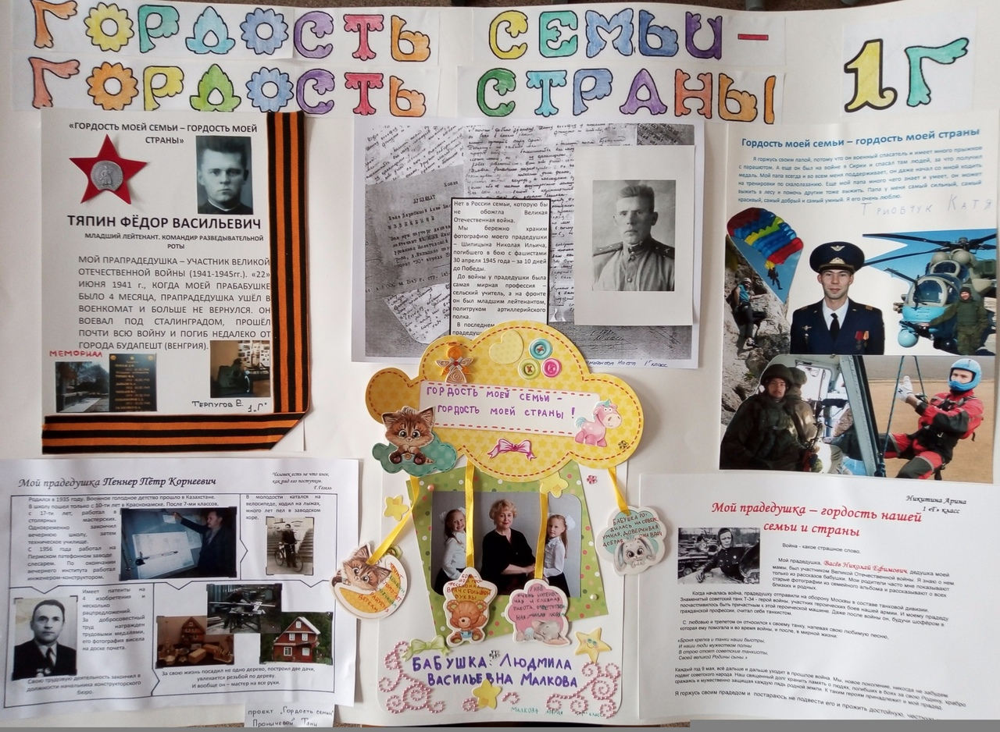 ГОРДОСТЬ СЕМЬИ –
ГОРДОСТЬ СТРАНЫ
1Г
«ГОРДОСТЬ МОЕЙ СЕМЬИ – ГОРДОСТЬ МОЕЙ
СТРАНЫ»
ТЯПИН ФЁДОР ВАСИЛЬЕВИЧ
МЛАДШИЙ ЛЕЙТЕНАНТ. КОМАНДИР РАЗВЕДЫВАТЕЛЬНОЙ
РОТЫ
МОЙ ПРАПРАДЕДУШКА – УЧАСТНИК ВЕЛИКОЙ
ОТЕЧЕСТВЕННОЙ ВОЙНЫ (1941-1945гг.). «22»
ИЮНЯ 1941 г., КОГДА МОЕЙ ПРАБАБУШКЕ
БЫЛО 4 МЕСЯЦА, ПРАПРАДЕДУШКА УШЁЛ В
ВОЕНКОМАТ И БОЛЬШЕ НЕ ВЕРНУЛСЯ. ОН
ВОЕВАЛ ПОД СТАЛИНГРАДОМ, ПРОШЁЛ
ПОЧТИ ВСЮ ВОЙНУ И ПОГИБ НЕДАЛЕКО ОТ
ГОРОДА БУДАПЕШТ (ВЕНГРИЯ).
МЕМОРИАЛ
ТЕРПУГОВ Е.
1 „Г"
Нет в России семьи, которую бы
не обожгла Великая
Отечественная война.
Мы бережно храним
фотографию моего прадедушки
– Шипицына Николая Ильича,
погибшего в бою с фашистами
30 апреля 1945 года – за 10 дней
до Победы.
До войны у прадедушки была
самая мирная профессия –
сельский учитель, а на фронте
он был младшим лейтенантом,
политруком артиллерийского
полка.
В последнем
1 Г класс
Гордость моей семьи – гордость моей страны
Я горжусь своим папой, потому что он военный спасатель и имеет много прыжков
с парашютом. А еще он был на войне в Сирии и спасал там людей, за что получил
медаль. Мой папа всегда и во всем меня поддерживает, он даже начал со мной ходить
на тренировки по скалолазанию. Еще мой папа много чего знает и умеет, он может
выжить в лесу и помочь другим тоже выжить. Папа у меня самый сильный, самый
красивый, самый добрый и самый умный. Я его очень люблю.
Триобчук Катя
ГОРДОСТЬ МОЕЙ СЕМЬИ –
ГОРДОСТЬ МОЕЙ СТРАНЫ!
БАБУШКА ЛЮДМИЛА
ВАСИЛЬЕВНА МАЛКОВА
МАЛКОВА
Мой прадедушка Пеннер Пётр Корнеевич
Человек есть не что иное,
как ряд его поступков.
Г.Гегель
Родился в 1935 году. Военное голодное детство прошло в Казахстане.
В школу пошел только с 10-ти лет в Краснокамске. После 7-ми классов,
с 17-ти лет, работал в
столярных мастерских.
Одновременно закончил
вечернюю школу, затем
техническое училище.
С 1956 года работал на
Пермском патефонном заводе
слесарем. По окончании
вечернего института работал
инженером-конструктором.
В молодости катался на
велосипеде, ходил на лыжах,
много лет пел в заводском
хоре.
Имеет патенты на
4 изобретения и
несколько
рацпредложений.
За добросовестный
труд награжден
трудовыми медалями,
его фотография висела
на доске почета.
Свою трудовую деятельность закончил в
должности начальника конструкторского
бюро.
За свою жизнь посадил не одно дерево, построил две дачи,
увлекается резьбой по дереву.
И вообще он – мастер на все руки.
проект „Гордость семьи"
Проничевой Тани
Никитина Арина
1 «Г» класс
Мой прадедушка – гордость нашей
семьи и страны
Война - какое страшное слово.
Мой прадедушка, Васёв Николай Ефимович, дедушка моей
мамы, был участником Великой Отечественной войны. Я знаю о нем
только из рассказов бабушки. Мои родители часто мне показывают
старые фотографии из семейного альбома и рассказывают о всех
близких и родных.
Когда началась война, прадедушку отправили на оборону Москвы в составе танковой дивизии.
Знаменитый советский танк Т-34 - герой войны, участник героических боев нашей армии. И моему прадеду
посчастливилось быть причастным к этой героической машине. Даже после войны он, будучи шофёром в
гражданской профессии, считал себя танкистом.
С любовью и трепетом он относился к своему танку, напевая свою любимую песню,
которая ему помогала и во время войны, и после, в мирной жизни:
«Броня крепка и танки наши быстры,
И наши люди мужеством полны
В строю стоят советские танкисты,
Своей великой Родины сыны.»
Каждый год 9 мая, всё дальше и дальше уходит в прошлое война. Мы, новое поколение, никогда не забудем
подвиг советского народа. Наш священный долг хранить память о людях, погибших в боях за свою Родину, храбро
сражаясь и мужественно защищая каждую пядь родной земли. К таким героям принадлежит и мой прадед.
Я горжусь своим прадедом и постараюсь не подвести его и прожить достойную, честную